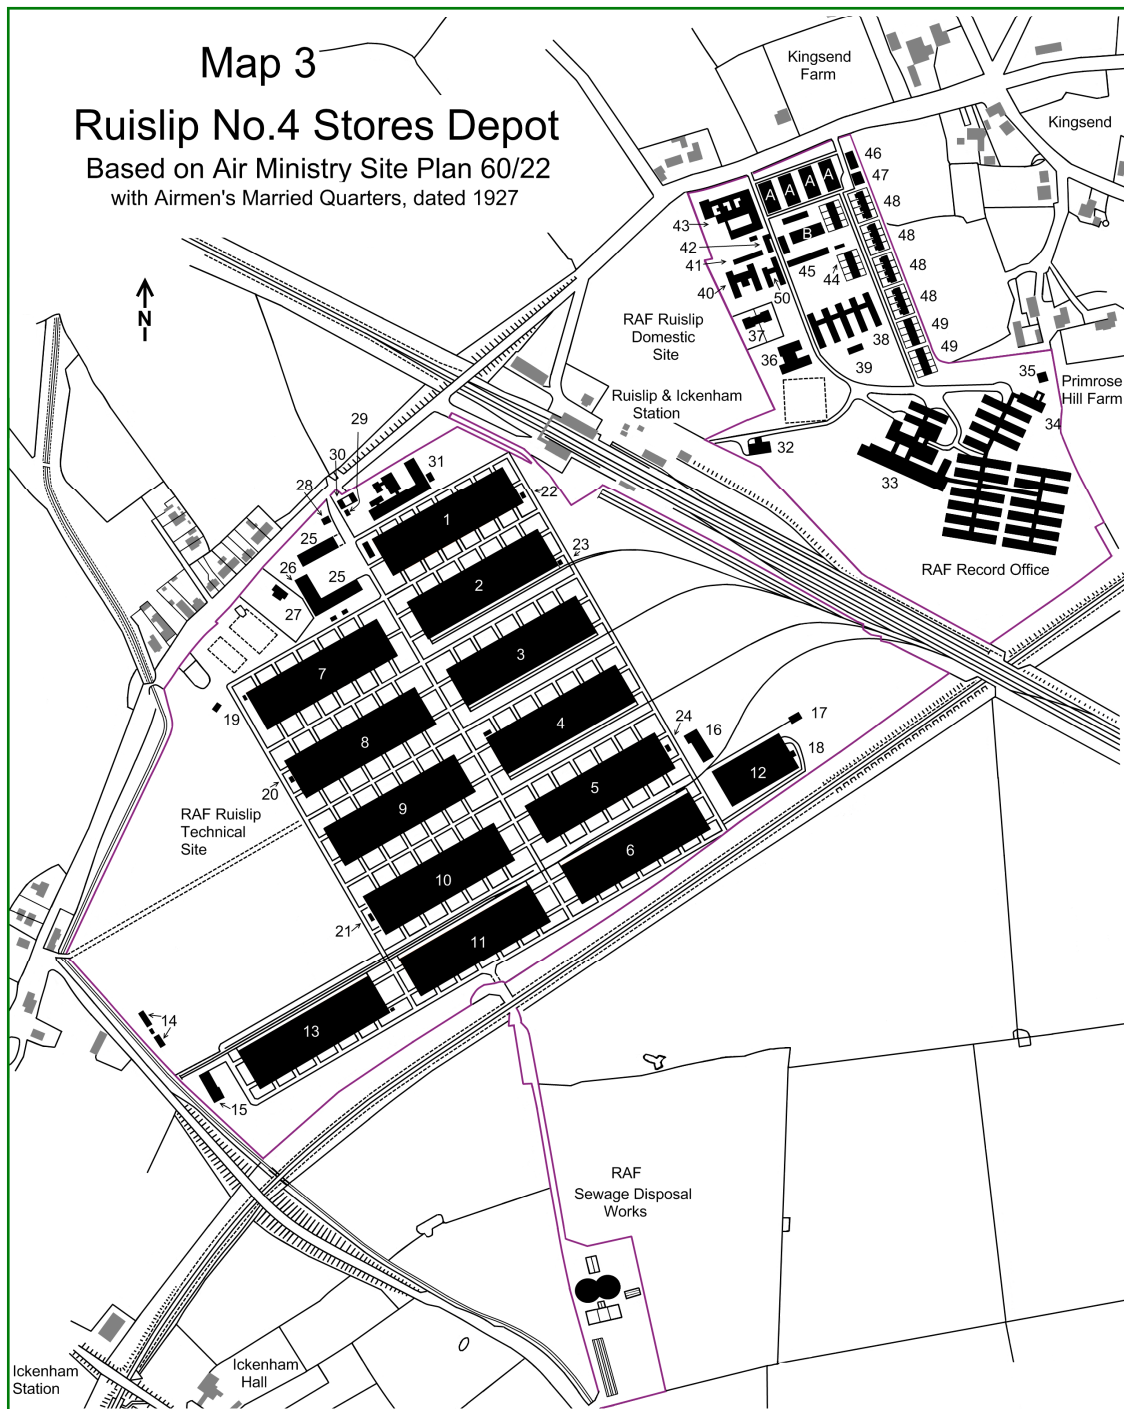 Map 3
Ruislip No.4 Stores Depot
Based on Air Ministry Site Plan 60/22
with Airmen's Married Quarters, dated 1927
N
Kingsend
Farm
Kingsend
46
47
48
48
48
48
49
49
A
A
A
A
B
43
42
41
40
50
45
44
37
36
38
39
35
34
33
32
RAF Ruislip
Domestic
Site
Ruislip & Ickenham
Station
Primrose
Hill Farm
RAF Record Office
29
30
31
28
25
26
25
27
22
23
1
2
3
4
5
6
7
8
9
10
11
12
13
19
20
21
24
16
17
18
RAF Ruislip
Technical
Site
14
15
RAF
Sewage Disposal
Works
Ickenham
Hall
Ickenham
Station